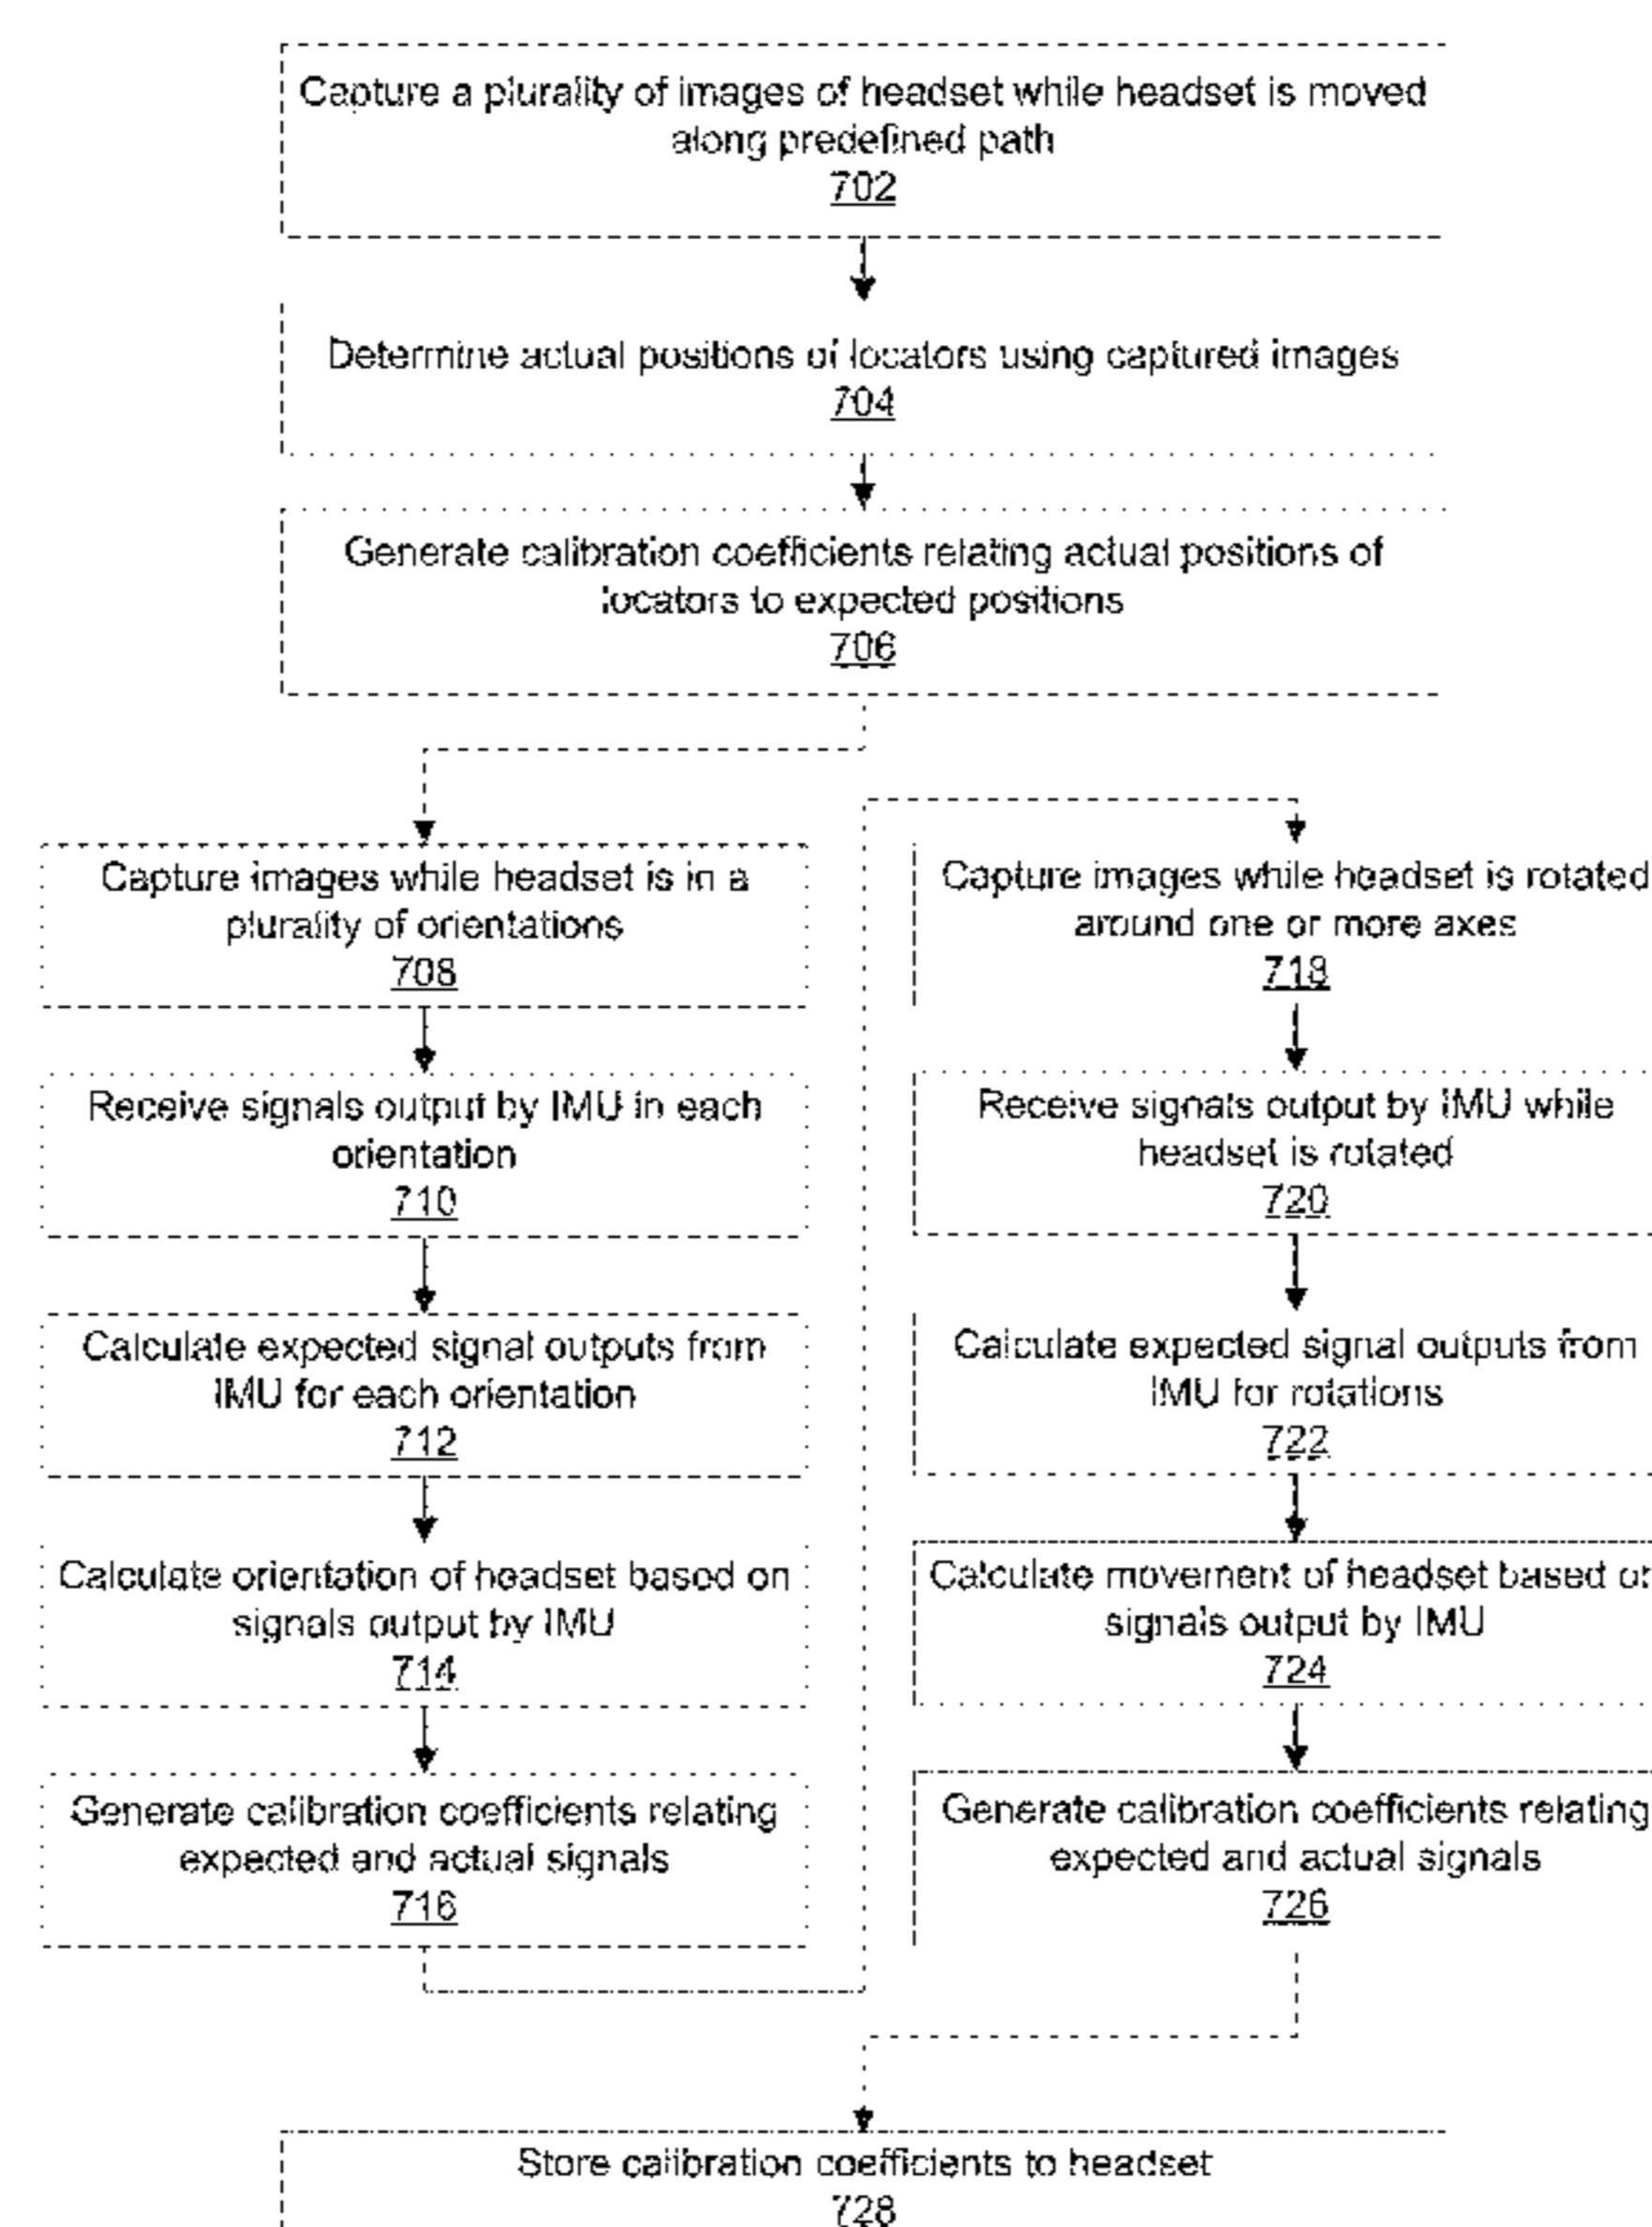 Capture a plurality of images of headset while headset is moved
along predefined path
702
Determine actual positions of locators using captured images
704
Generate calibration coefficients relating actual positions of
locators to expected positions
706
Capture images while headset is in a
plurality of orientations
708
Receive signals output by IMU in each
orientation
710
Calculate expected signal outputs from
IMU for each orientation
712
Calculate orientation of headset based on
signals output by IMU
714
Generate calibration coefficients relating
expected and actual signals
716
Capture images while headset is rotated
around one or more axes
718
Receive signals output by IMU while
headset is rotated
720
Calculate expected signal outputs from
IMU for rotations
722
Calculate movement of headset based on
signals output by IMU
724
Generate calibration coefficients relating
expected and actual signals
726
Store calibration coefficients to headset
728